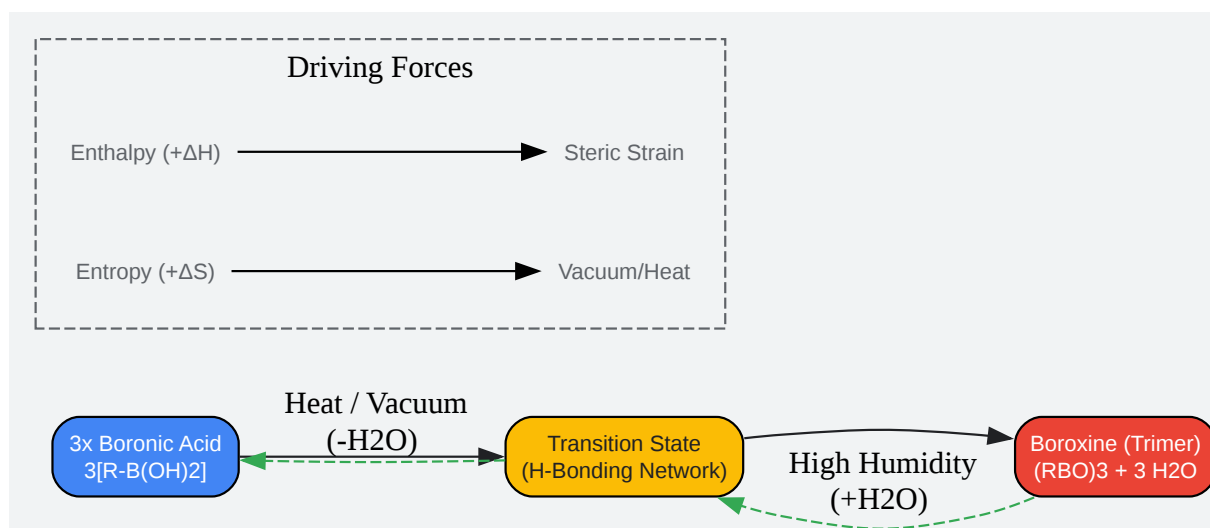 Driving Forces
Enthalpy (+ΔH)
Steric Strain
Entropy (+ΔS)
Vacuum/Heat
Heat / Vacuum
(-H2O)
3x Boronic Acid
3[R-B(OH)2]
Transition State
(H-Bonding Network)
High Humidity
(+H2O)
Boroxine (Trimer)
(RBO)3 + 3 H2O